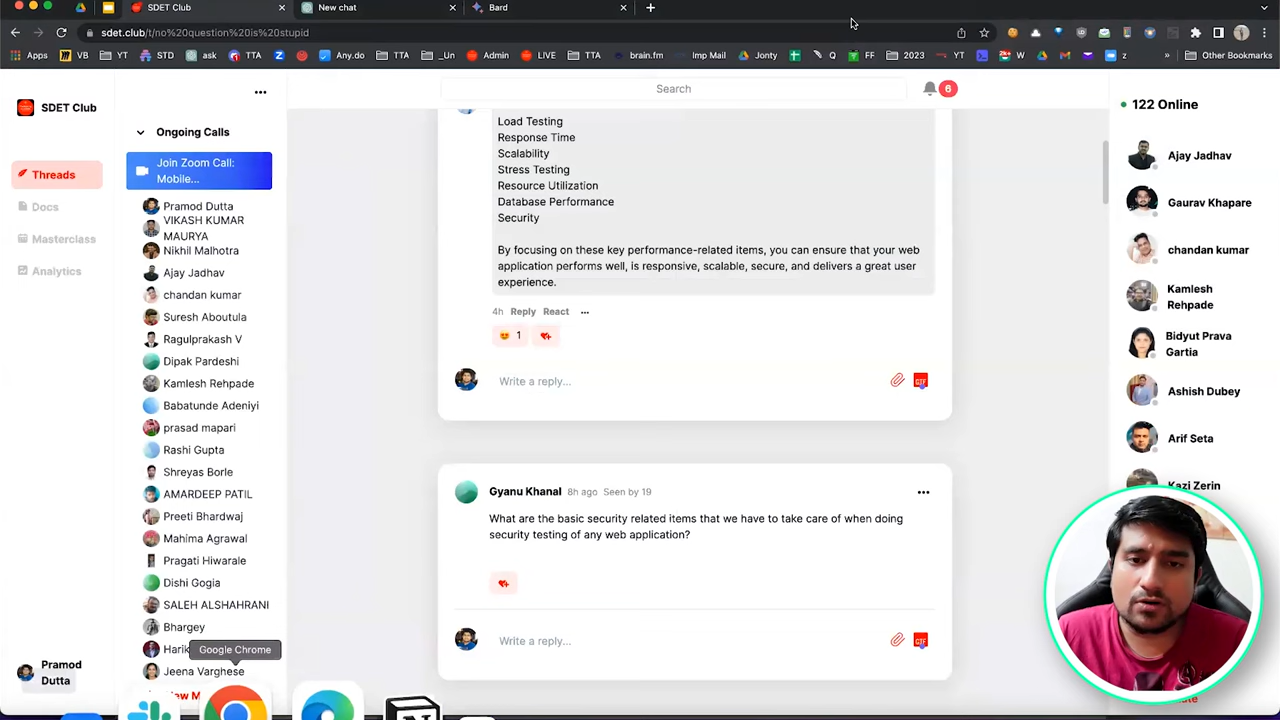 SDET Club
New chat
Bard
sdet.club/t/no%20question%20is%20stupid
Apps
VB
YT
STD
ask
TTA
Any.do
TTA
_Un
Admin
LIVE
TTA
brain.fm
Imp Mail
Jonty
Q
FF
2023
YT
2k+
W
z
»
Other Bookmarks
SDET Club
Threads
Docs
Masterclass
Analytics
Pramod
Dutta
Ongoing Calls
Join Zoom Call:
Mobile...
Pramod Dutta
VIKASH KUMAR
MAURYA
Nikhil Malhotra
Ajay Jadhav
chandan kumar
Suresh Aboutula
Ragulprakash V
Dipak Pardeshi
Kamlesh Rehpade
Babatunde Adeniyi
prasad mapari
Rashi Gupta
Shreyas Borle
AMARDEEP PATIL
Preeti Bhardwaj
Mahima Agrawal
Pragati Hiwarale
Dishi Gogia
SALEH ALSHAHRANI
Bhargey
Google Chrome
Jeena Varghese
Search
6
Load Testing
Response Time
Scalability
Stress Testing
Resource Utilization
Database Performance
Security
By focusing on these key performance-related items, you can ensure that your web
application performs well, is responsive, scalable, secure, and delivers a great user
experience.
4h Reply React ...
1
Write a reply...
GIF
Gyanu Khanal 8h ago Seen by 19
What are the basic security related items that we have to take care of when doing
security testing of any web application?
Write a reply...
GIF
122 Online
Ajay Jadhav
Gaurav Khapare
chandan kumar
Kamlesh
Rehpade
Bidyut Prava
Gartia
Ashish Dubey
Arif Seta
Kazi Zerin